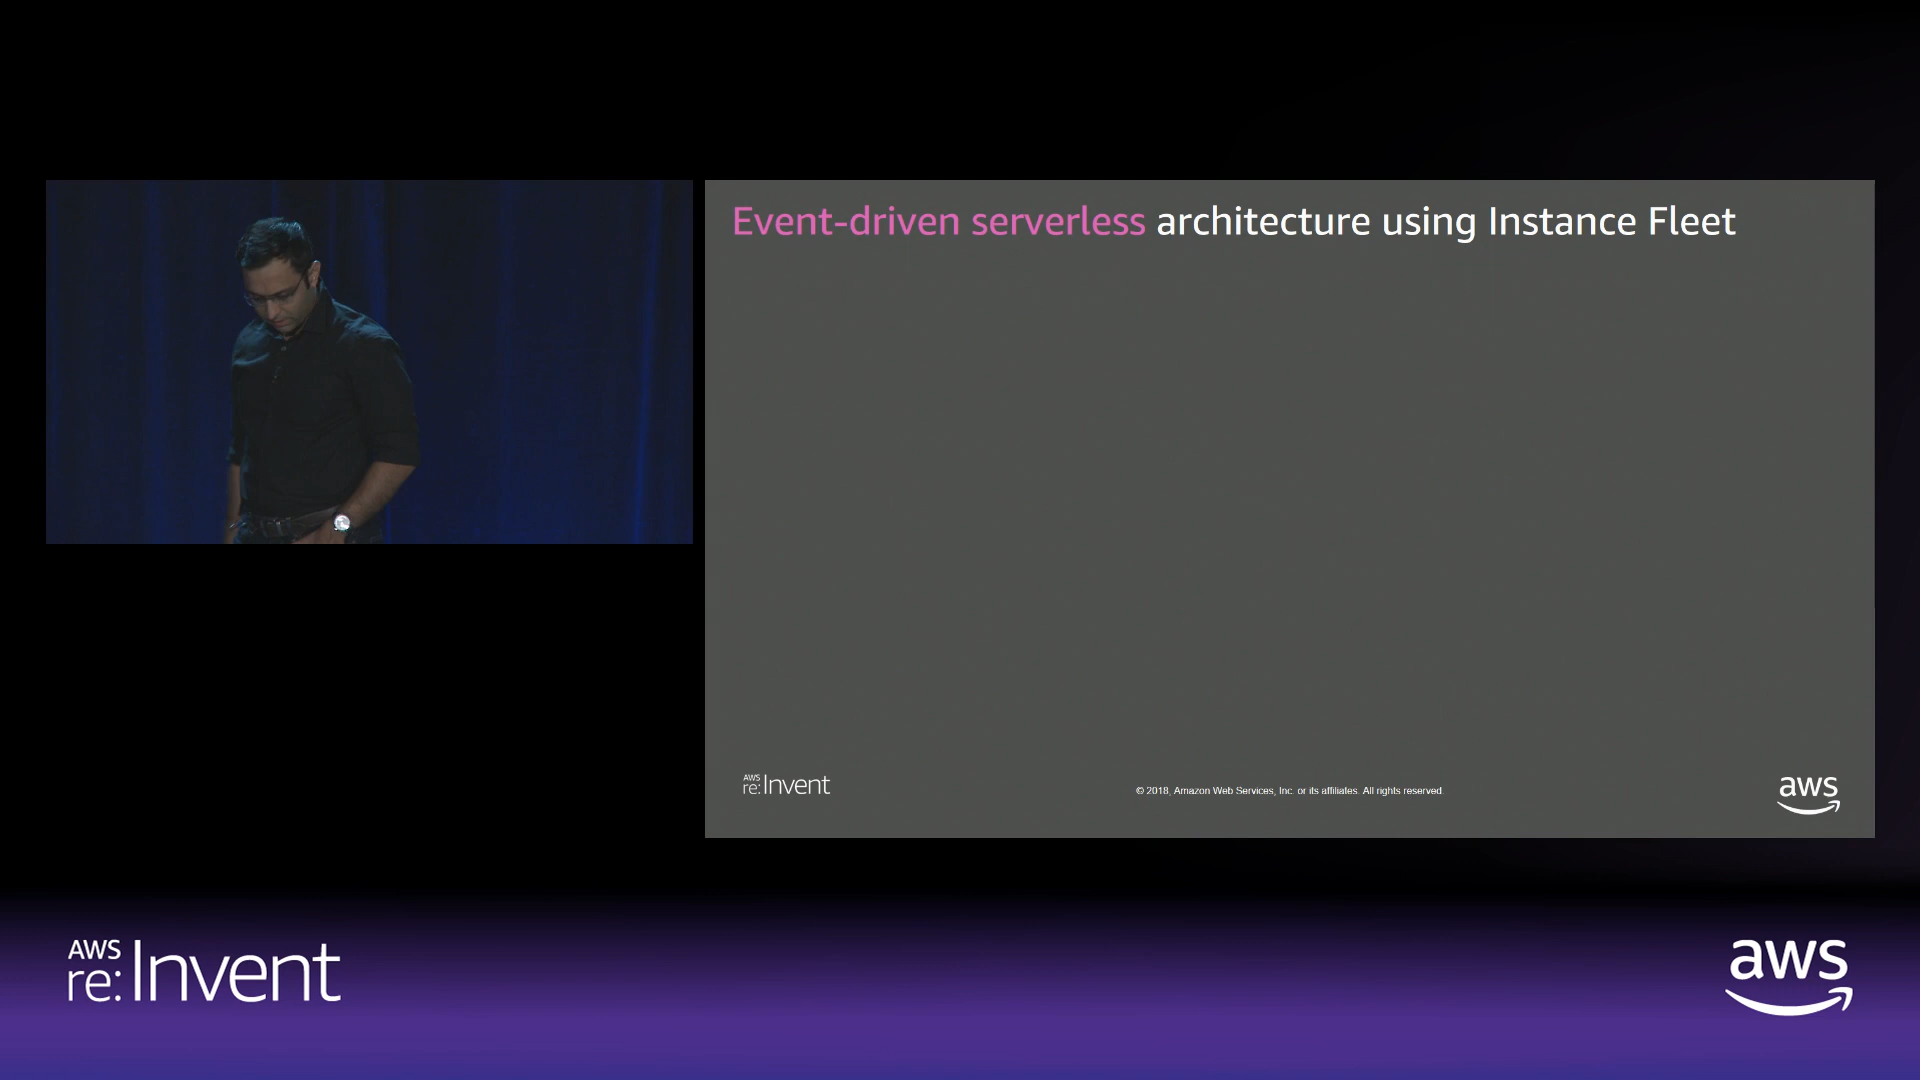 Event-driven serverless architecture using Instance Fleet
AWS
re:Invent
© 2018, Amazon Web Services, Inc. or its affiliates. All rights reserved.
aws
AWS
re:Invent
aws